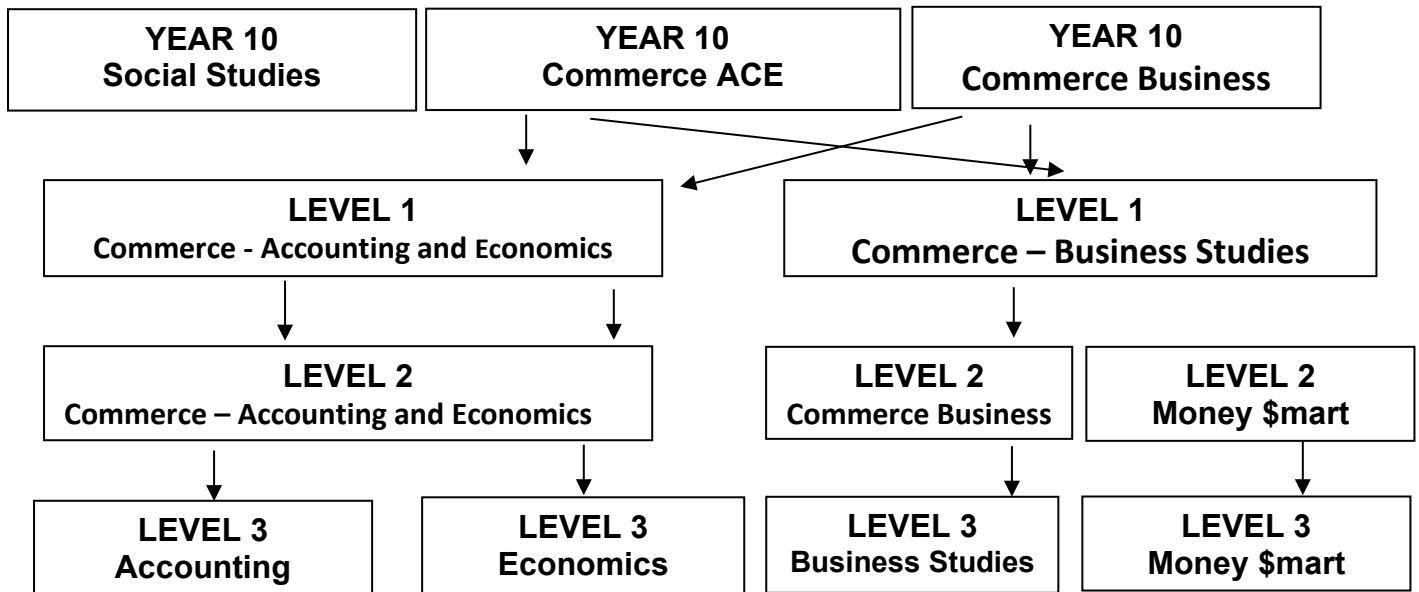 YEAR 10
Social Studies
YEAR 10
Commerce ACE
YEAR 10
Commerce Business
LEVEL 1
Commerce - Accounting and Economics
LEVEL 1
Commerce – Business Studies
LEVEL 2
Commerce – Accounting and Economics
LEVEL 2
Commerce Business
LEVEL 2
Money $mart
LEVEL 3
Accounting
LEVEL 3
Economics
LEVEL 3
Business Studies
LEVEL 3
Money $mart